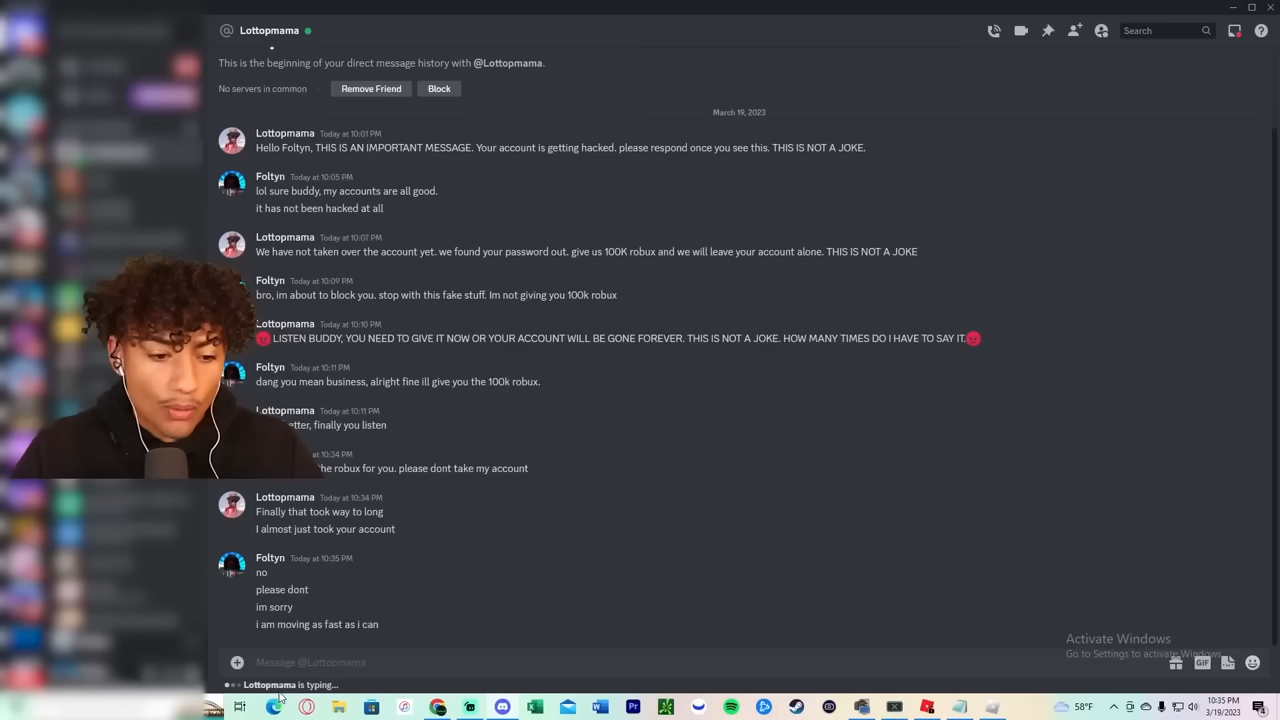 @ Lottopmama
Search
This is the beginning of your direct message history with @Lottopmama.
No servers in common
Remove Friend
Block
March 19, 2023
Lottopmama Today at 10:01 PM
Hello Foltyn, THIS IS AN IMPORTANT MESSAGE. Your account is getting hacked. please respond once you see this. THIS IS NOT A JOKE.
Foltyn Today at 10:05 PM
lol sure buddy, my accounts are all good.
it has not been hacked at all
Lottopmama Today at 10:07 PM
We have not taken over the account yet. we found your password out. give us 100K robux and we will leave your account alone. THIS IS NOT A JOKE
Foltyn Today at 10:09 PM
bro, im about to block you. stop with this fake stuff. Im not giving you 100k robux
Lottopmama Today at 10:10 PM
LISTEN BUDDY, YOU NEED TO GIVE IT NOW OR YOUR ACCOUNT WILL BE GONE FOREVER. THIS IS NOT A JOKE. HOW MANY TIMES DO I HAVE TO SAY IT.
Foltyn Today at 10:11 PM
dang you mean business, alright fine ill give you the 100k robux.
Lottopmama Today at 10:11 PM
finally you listen
10:34 PM
the robux for you. please dont take my account
Lottopmama Today at 10:34 PM
Finally that took way to long
I almost just took your account
Foltyn Today at 10:35 PM
no
please dont
im sorry
i am moving as fast as i can
Activate Windows
Go to Settings to activate Windows.
Message @Lottopmama
GIF
Lottopmama is typing...
58°F
10:35 PM
3/19/2023